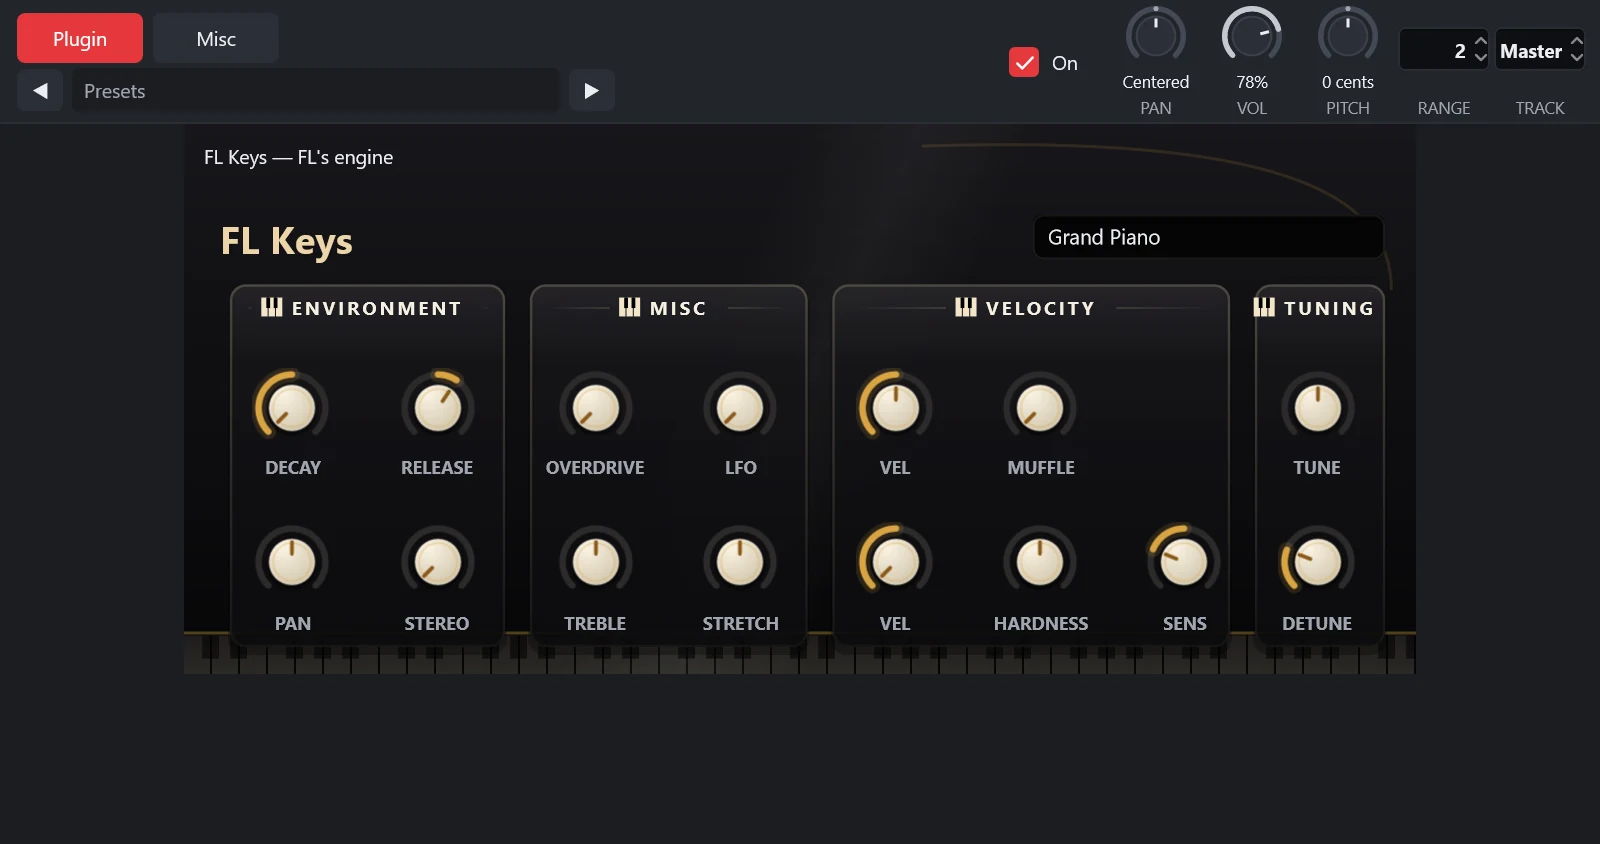 Plugin Misc
Presets
On
Centered 78% 0 cents 2 Master
PAN VOL PITCH RANGE TRACK
FL Keys — FL's engine
FL Keys
Grand Piano
ENVIRONMENT MISC VELOCITY TUNING
DECAY RELEASE OVERDRIVE LFO VEL MUFFLE TUNE
PAN STEREO TREBLE STRETCH VEL HARDNESS SENS DETUNE